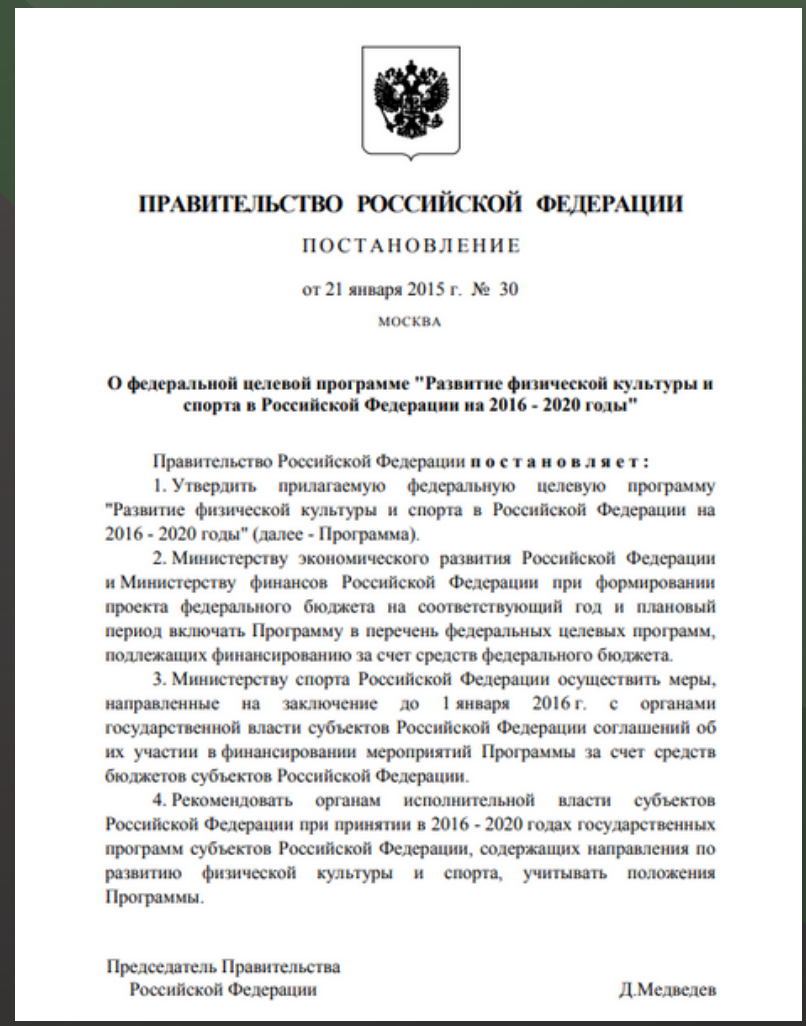 ПРАВИТЕЛЬСТВО РОССИЙСКОЙ ФЕДЕРАЦИИ
ПОСТАНОВЛЕНИЕ
от 21 января 2015 г. № 30
МОСКВА
О федеральной целевой программе "Развитие физической культуры и
спорта в Российской Федерации на 2016 - 2020 годы"
Правительство Российской Федерации постановляет:
1. Утвердить прилагаемую федеральную целевую программу
"Развитие физической культуры и спорта в Российской Федерации на
2016 - 2020 годы" (далее - Программа).
2. Министерству экономического развития Российской Федерации
и Министерству финансов Российской Федерации при формировании
проекта федерального бюджета на соответствующий год и плановый
период включать Программу в перечень федеральных целевых программ,
подлежащих финансированию за счет средств федерального бюджета.
3. Министерству спорта Российской Федерации осуществить меры,
направленные на заключение до 1 января 2016 г. с органами
государственной власти субъектов Российской Федерации соглашений об
их участии в финансировании мероприятий Программы за счет средств
бюджетов субъектов Российской Федерации.
4. Рекомендовать органам исполнительной власти субъектов
Российской Федерации при принятии в 2016 - 2020 годах государственных
программ субъектов Российской Федерации, содержащих направления по
развитию физической культуры и спорта, учитывать положения
Программы.
Председатель Правительства
Российской Федерации Д.Медведев